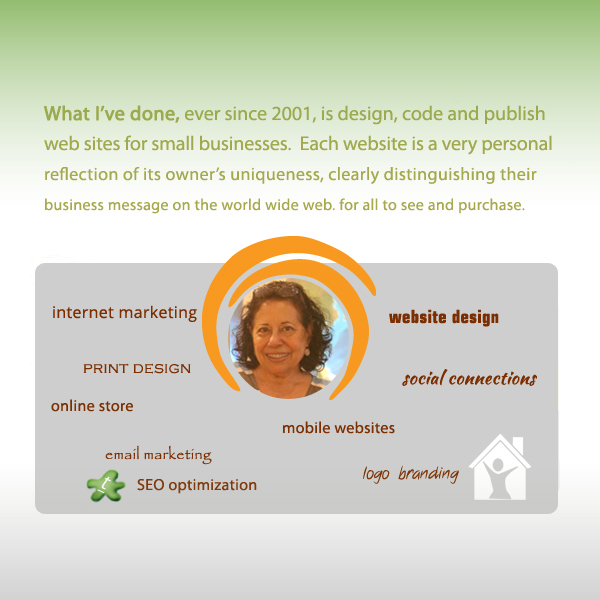 What I've done, ever since 2001, is design, code and publish
web sites for small businesses. Each website is a very personal
reflection of its owner's uniqueness, clearly distinguishing their
business message on the world wide web. for all to see and purchase.
internet marketing
website design
PRINT DESIGN
social connections
online store
mobile websites
email marketing
logo branding
t
SEO optimization